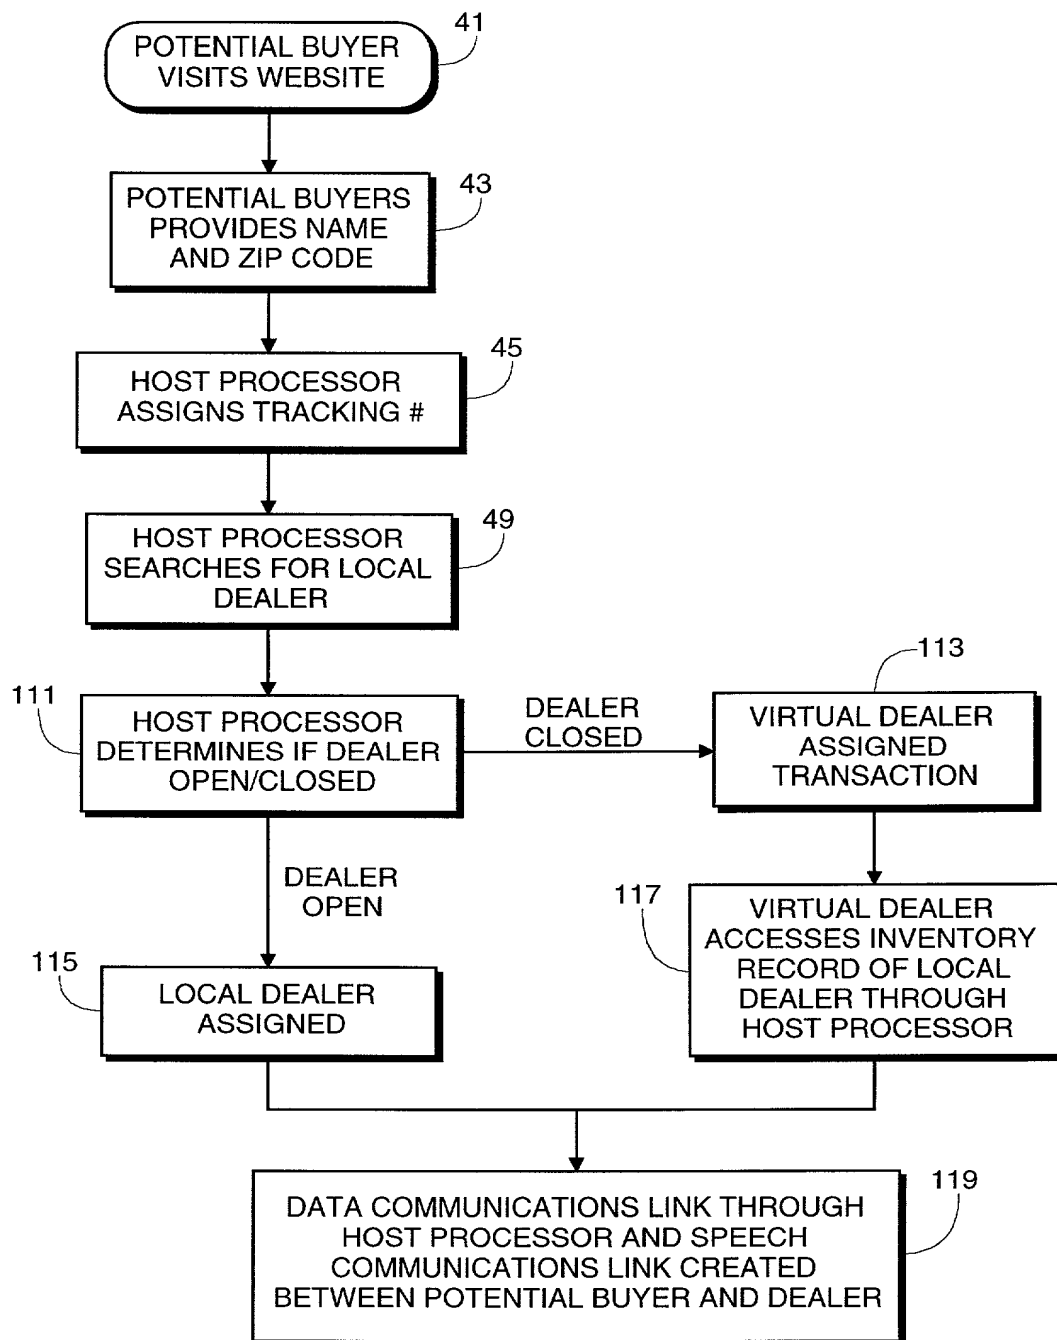 POTENTIAL BUYER
VISITS WEBSITE
41
POTENTIAL BUYERS
PROVIDES NAME
AND ZIP CODE
43
HOST PROCESSOR
ASSIGNS TRACKING #
45
HOST PROCESSOR
SEARCHES FOR LOCAL
DEALER
49
111
HOST PROCESSOR
DETERMINES IF DEALER
OPEN/CLOSED
DEALER
CLOSED
113
VIRTUAL DEALER
ASSIGNED
TRANSACTION
DEALER
OPEN
115
LOCAL DEALER
ASSIGNED
117
VIRTUAL DEALER
ACCESSES INVENTORY
RECORD OF LOCAL
DEALER THROUGH
HOST PROCESSOR
119
DATA COMMUNICATIONS LINK THROUGH
HOST PROCESSOR AND SPEECH
COMMUNICATIONS LINK CREATED
BETWEEN POTENTIAL BUYER AND DEALER